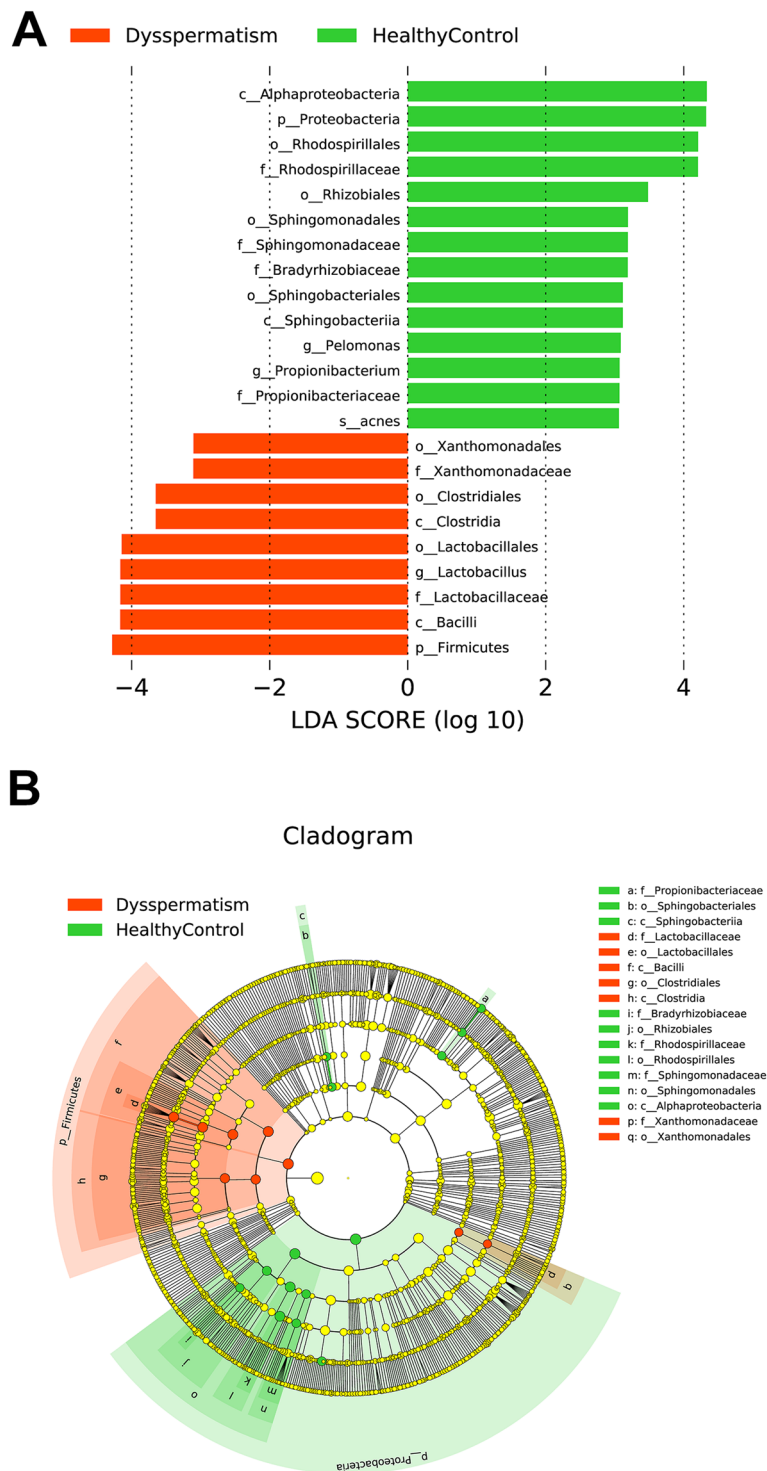 A
Dysspermatism
HealthyControl
c__Alphaproteobacteria
p__Proteobacteria
o__Rhodospirillales
f__Rhodospirillaceae
o__Rhizobiales
o__Sphingomonadales
f__Sphingomonadaceae
f__Bradyrhizobiaceae
o__Sphingobacteriales
c__Sphingobacteriia
g__Pelomonas
g__Propionibacterium
f__Propionibacteriaceae
s__acnes
o__Xanthomonadales
f__Xanthomonadaceae
o__Clostridiales
c__Clostridia
o__Lactobacillales
g__Lactobacillus
f__Lactobacillaceae
c__Bacilli
p__Firmicutes
−4 −2 0 2 4
LDA SCORE (log 10)
B
Cladogram
Dysspermatism
HealthyControl
a: f__Propionibacteriaceae
b: o__Sphingobacteriales
c: c__Sphingobacteriia
d: f__Lactobacillaceae
e: o__Lactobacillales
f: c__Bacilli
g: o__Clostridiales
h: c__Clostridia
i: f__Bradyrhizobiaceae
j: o__Rhizobiales
k: f__Rhodospirillaceae
l: o__Rhodospirillales
m: f__Sphingomonadaceae
n: o__Sphingomonadales
o: c__Alphaproteobacteria
p: f__Xanthomonadaceae
q: o__Xanthomonadales
c
b
a
f
e
d
p__Firmicutes
h
g
p
q
i
j
k
l
m
n
o
p__Proteobacteria